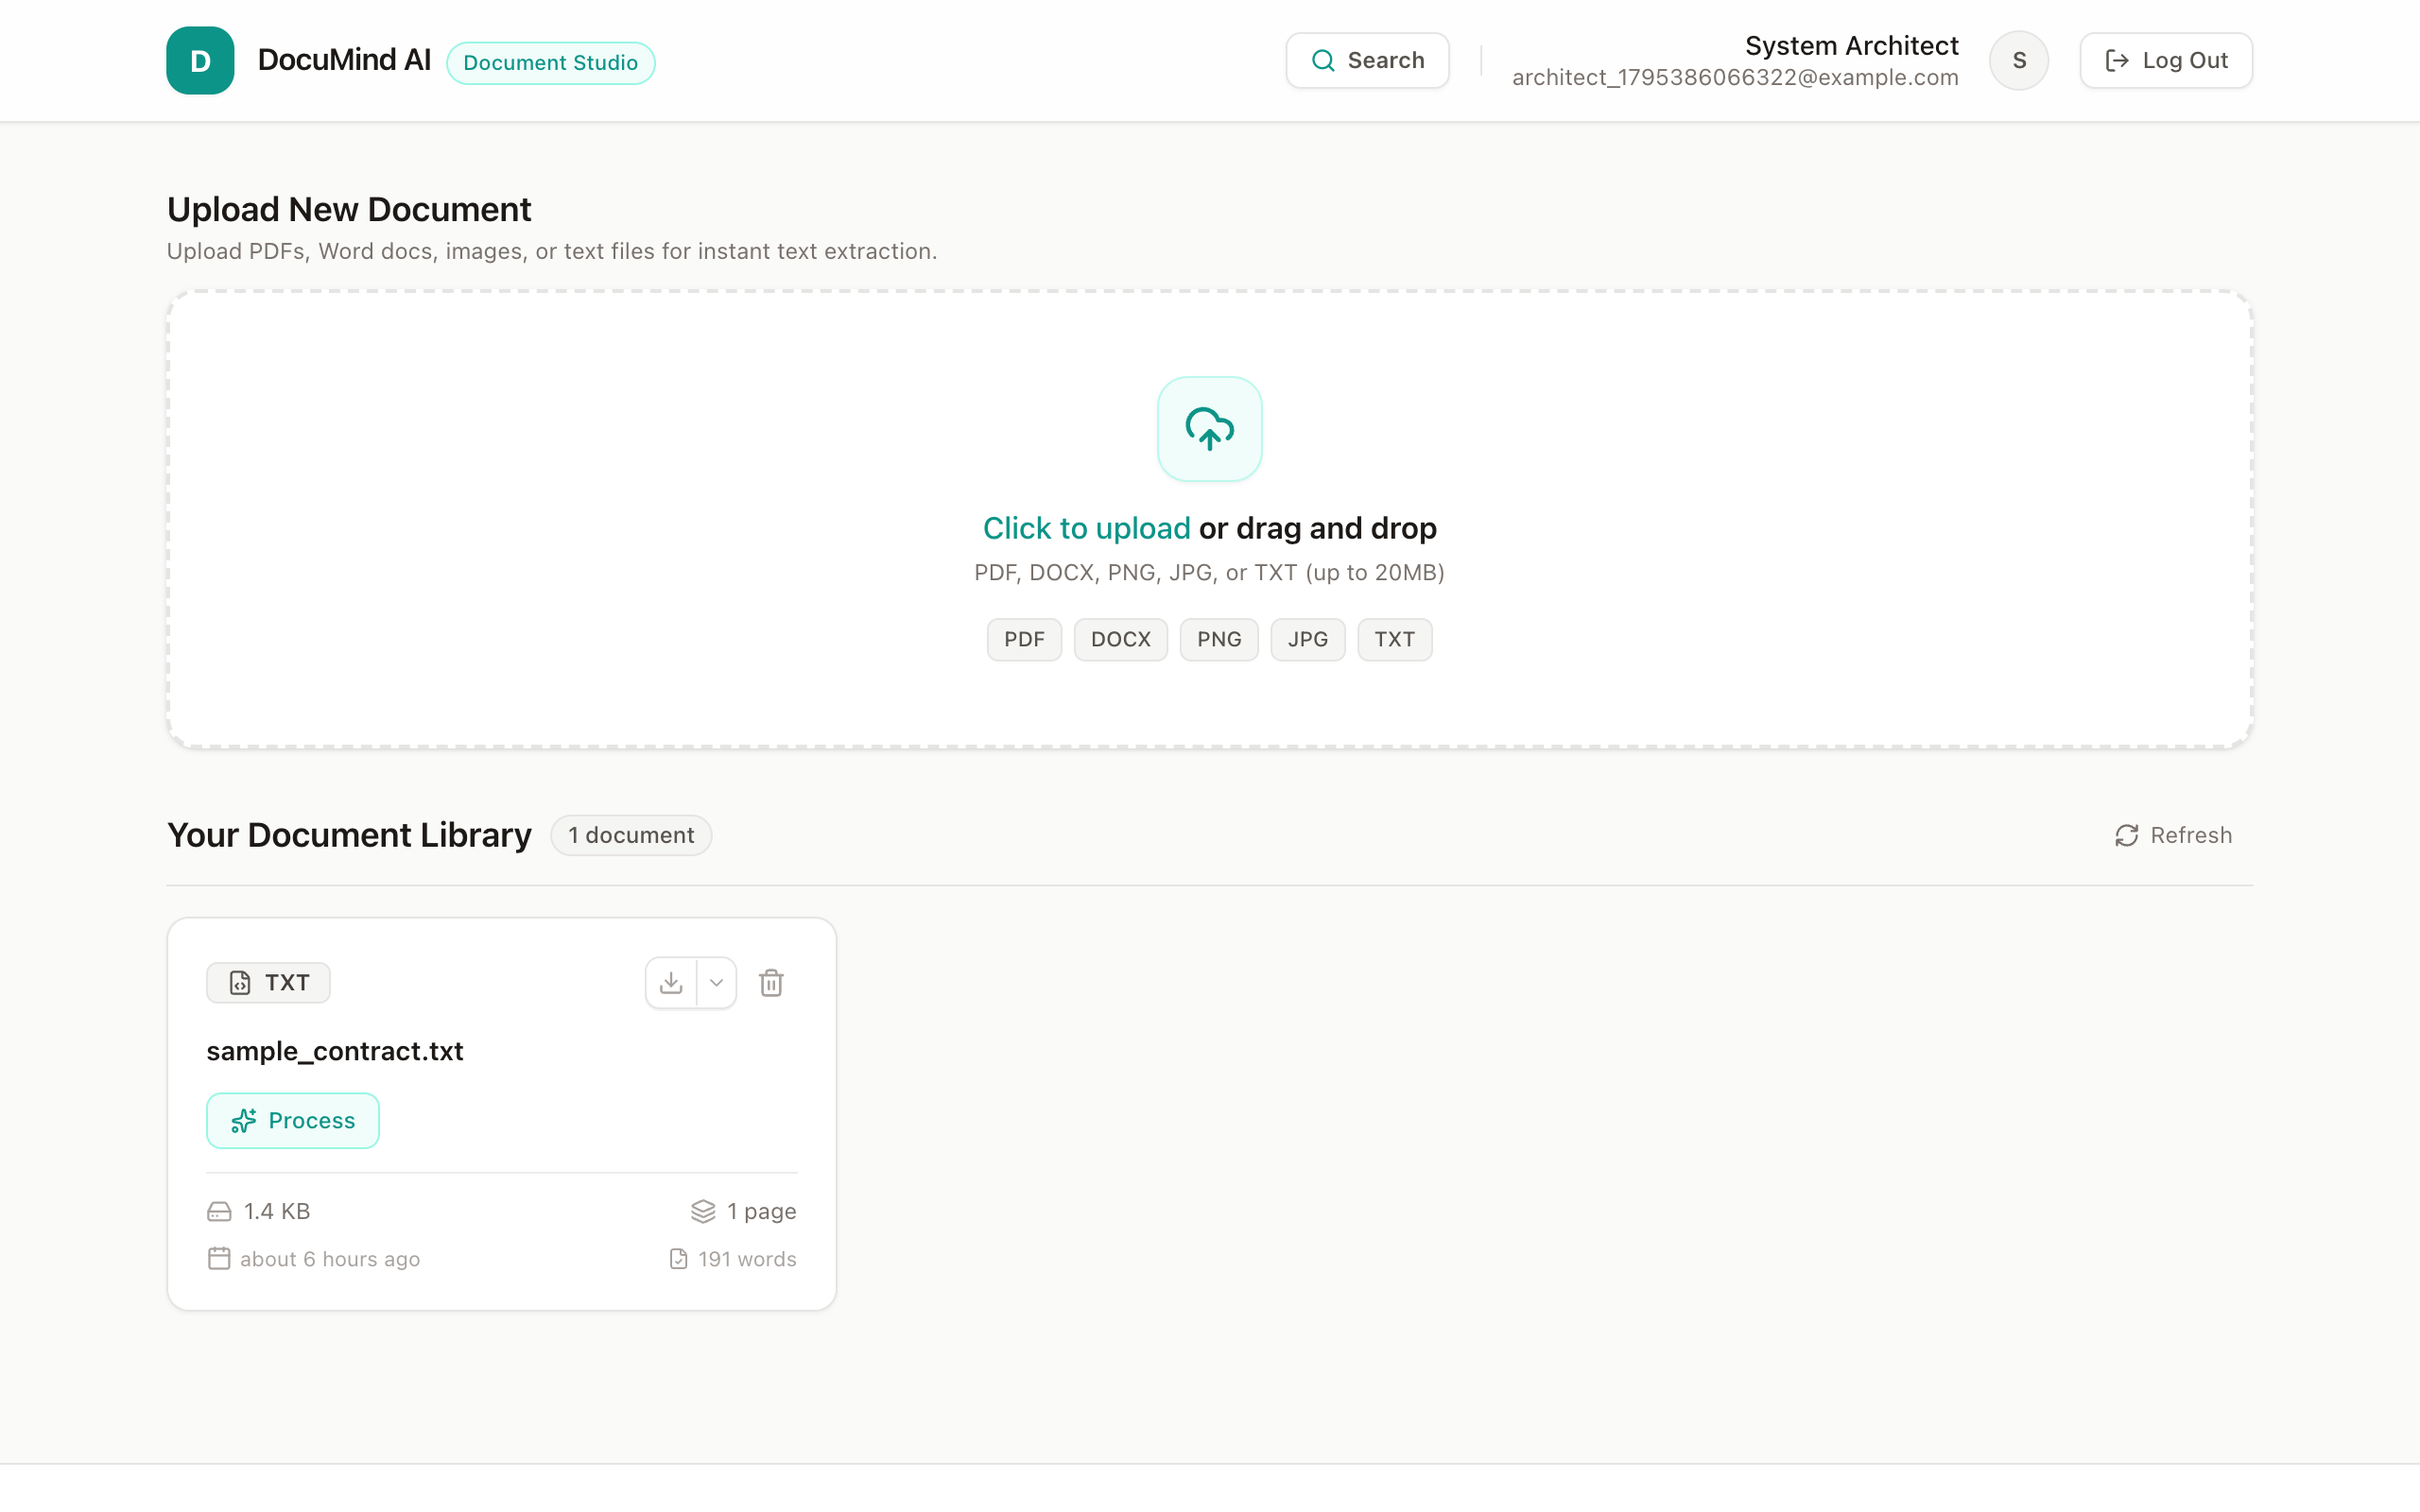 D DocuMind AI Document Studio
Search
System Architect
architect_1795386066322@example.com
S
Log Out
Upload New Document
Upload PDFs, Word docs, images, or text files for instant text extraction.
Click to upload or drag and drop
PDF, DOCX, PNG, JPG, or TXT (up to 20MB)
PDF DOCX PNG JPG TXT
Your Document Library 1 document Refresh
TXT
sample_contract.txt
Process
1.4 KB 1 page
about 6 hours ago 191 words